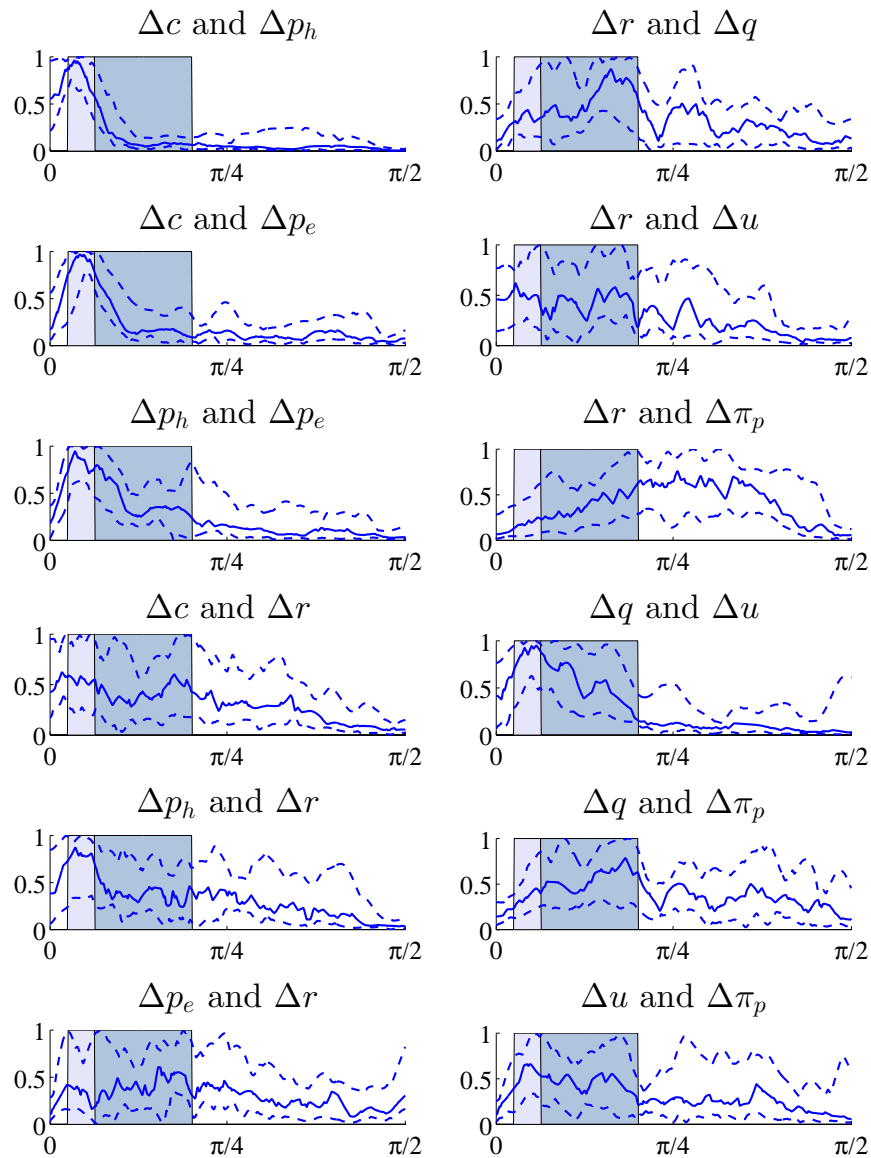 Δc and Δp_h
1
0.5
0
0 π/4 π/2
Δr and Δq
1
0.5
0
0 π/4 π/2
Δc and Δp_e
1
0.5
0
0 π/4 π/2
Δr and Δu
1
0.5
0
0 π/4 π/2
Δp_h and Δp_e
1
0.5
0
0 π/4 π/2
Δr and Δπ_p
1
0.5
0
0 π/4 π/2
Δc and Δr
1
0.5
0
0 π/4 π/2
Δq and Δu
1
0.5
0
0 π/4 π/2
Δp_h and Δr
1
0.5
0
0 π/4 π/2
Δq and Δπ_p
1
0.5
0
0 π/4 π/2
Δp_e and Δr
1
0.5
0
0 π/4 π/2
Δu and Δπ_p
1
0.5
0
0 π/4 π/2